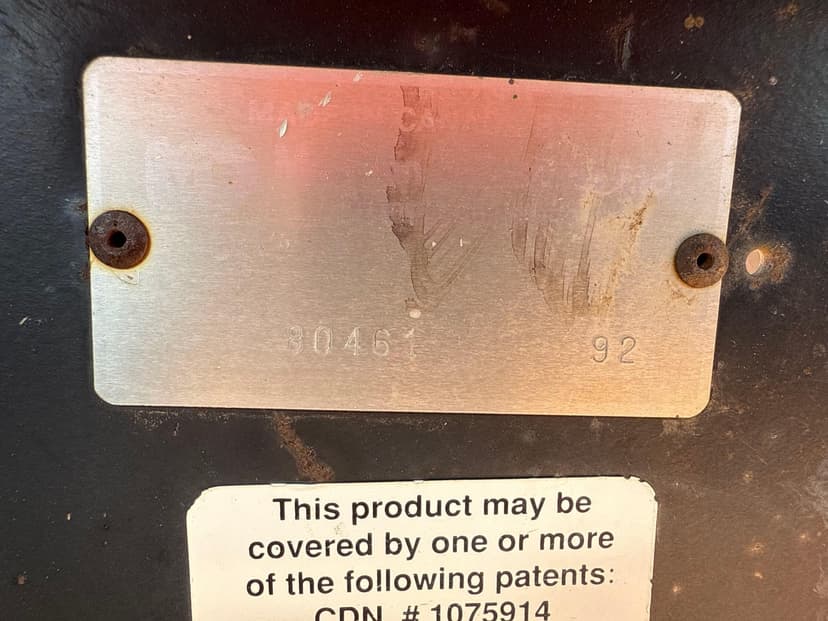 80461 92
This product may be
covered by one or more
of the following patents:
CDN. # 1075914